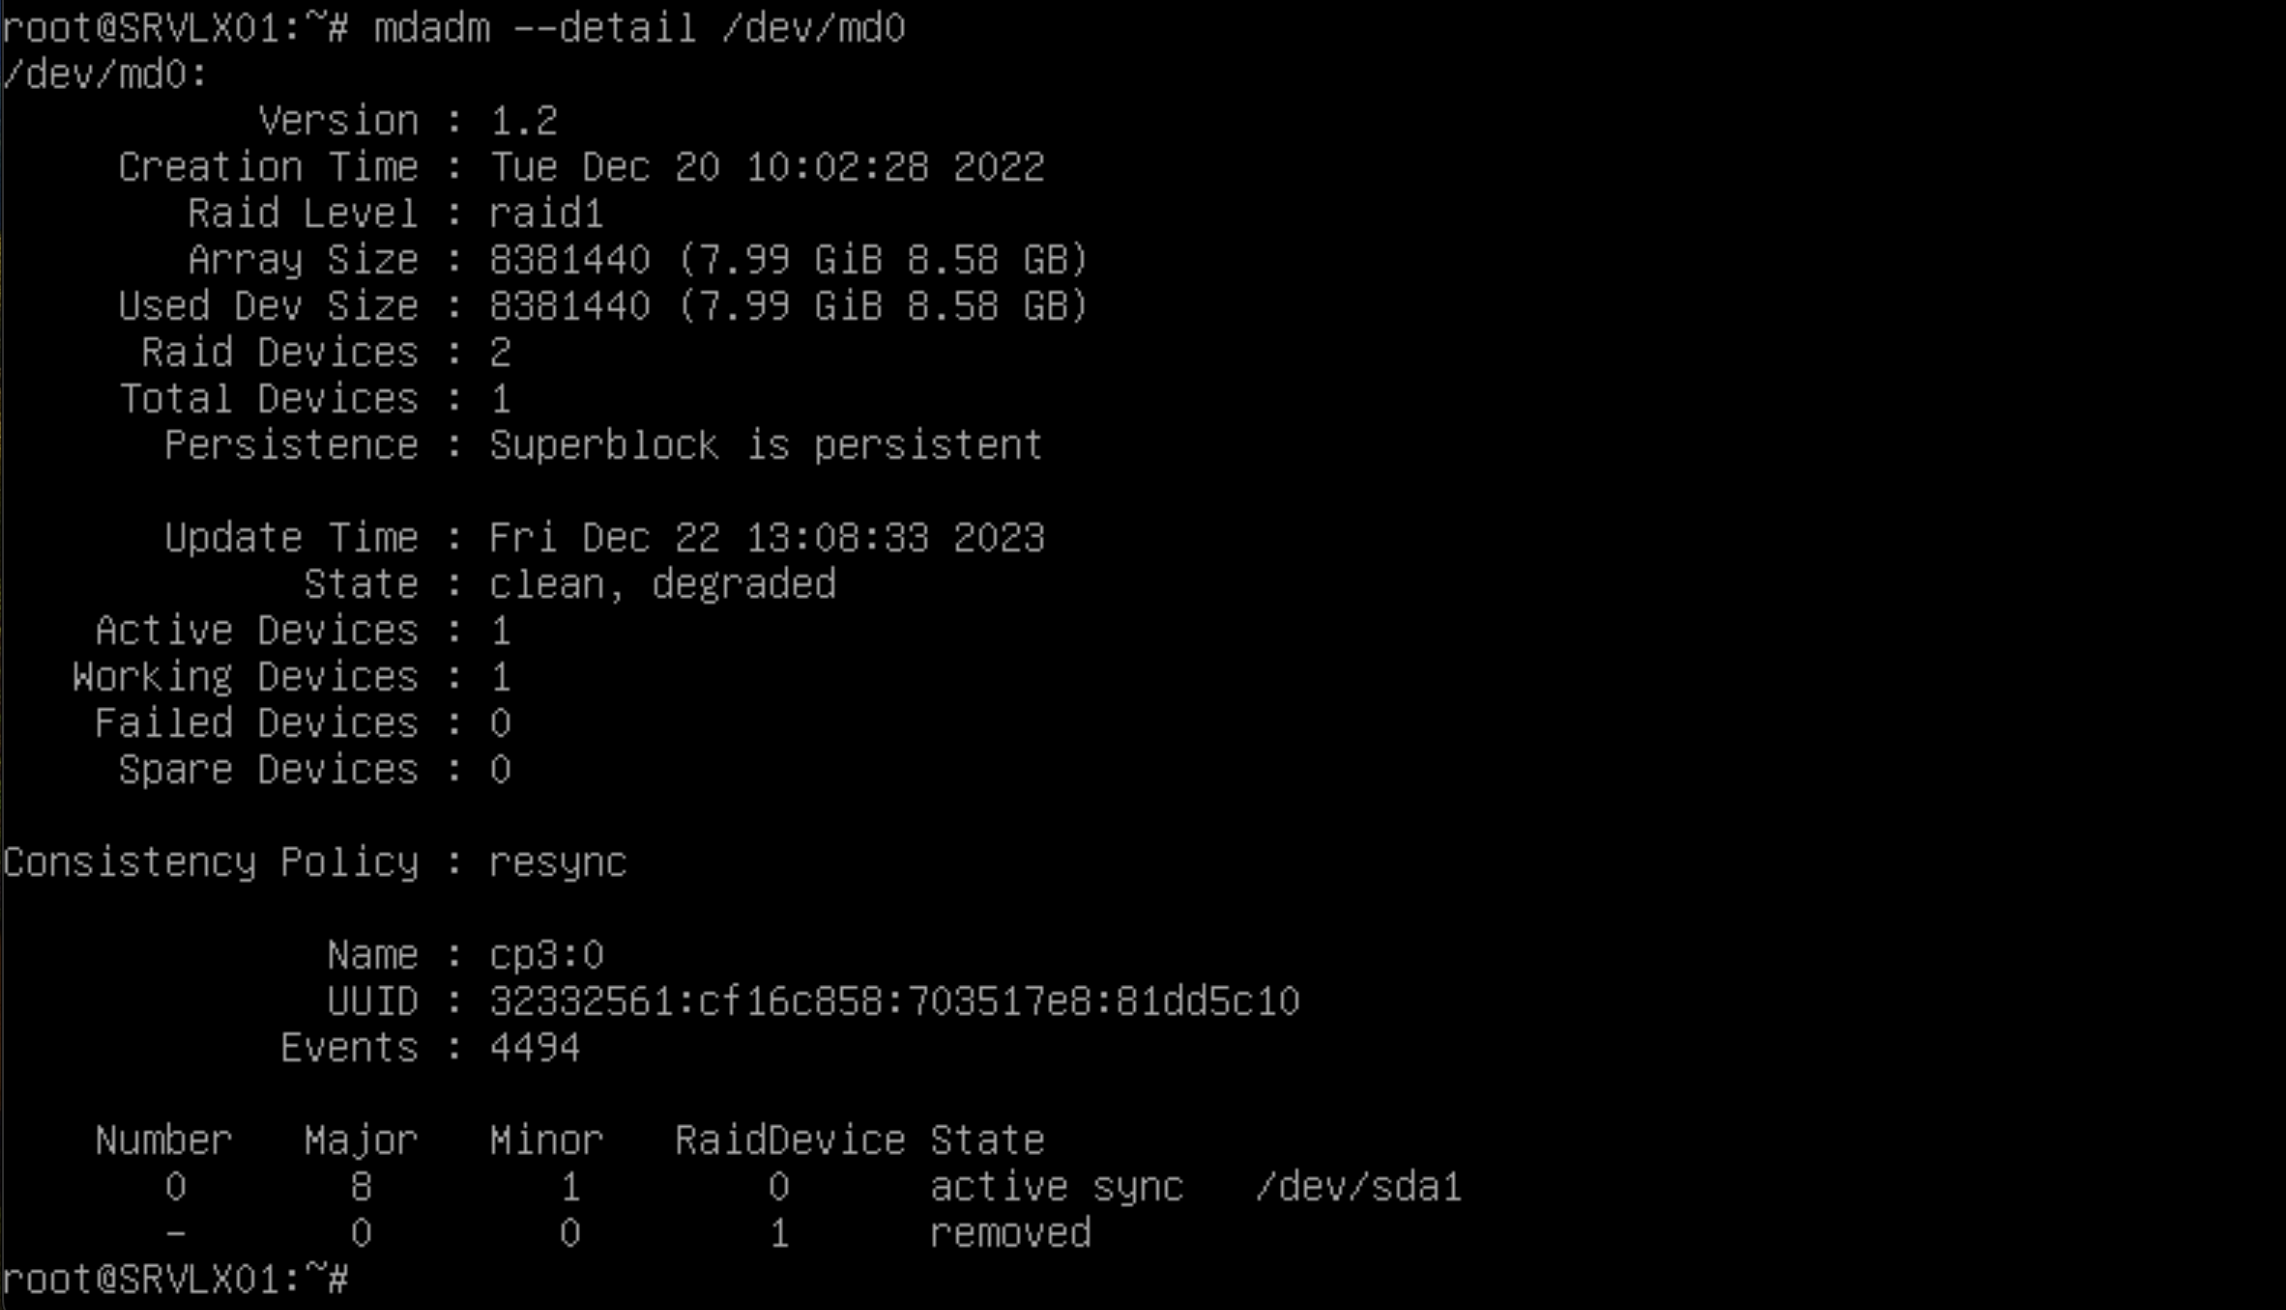 root@SRVLX01:~# mdadm --detail /dev/md0
/dev/md0:
           Version : 1.2
     Creation Time : Tue Dec 20 10:02:28 2022
        Raid Level : raid1
        Array Size : 8381440 (7.99 GiB 8.58 GB)
     Used Dev Size : 8381440 (7.99 GiB 8.58 GB)
      Raid Devices : 2
     Total Devices : 1
       Persistence : Superblock is persistent

       Update Time : Fri Dec 22 13:08:33 2023
             State : clean, degraded
    Active Devices : 1
   Working Devices : 1
    Failed Devices : 0
     Spare Devices : 0

Consistency Policy : resync

              Name : cp3:0
              UUID : 32332561:cf16c858:703517e8:81dd5c10
            Events : 4494

    Number   Major   Minor   RaidDevice State
       0       8        1        0      active sync   /dev/sda1
       -       0        0        1      removed
root@SRVLX01:~#